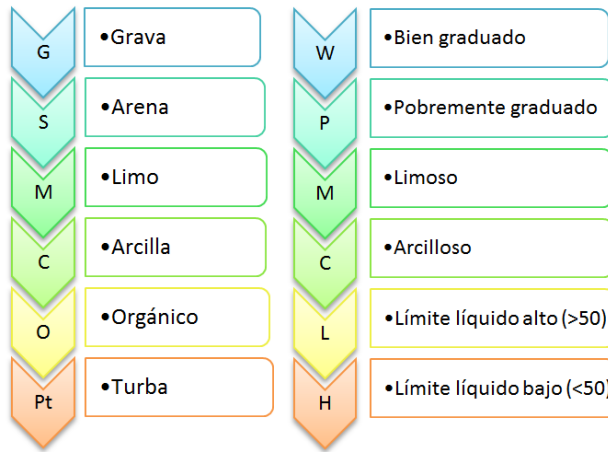 G
•Grava
S
•Arena
M
•Limo
C
•Arcilla
O
•Orgánico
Pt
•Turba
W
•Bien graduado
P
•Pobremente graduado
M
•Limoso
C
•Arcilloso
L
•Límite líquido alto (>50)
H
•Límite líquido bajo (<50)